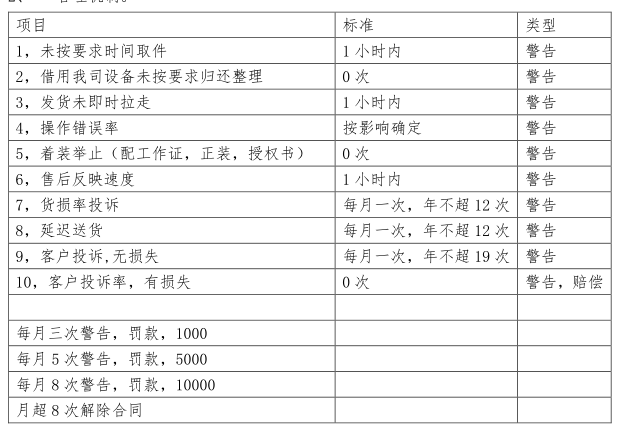 项目 标准 类型
1，未按要求时间取件 1 小时内 警告
2，借用我司设备未按要求归还整理 0 次 警告
3，发货未即时拉走 1 小时内 警告
4，操作错误率 按影响确定 警告
5，着装举止（配工作证，正装，授权书） 0 次 警告
6，售后反映速度 1 小时内 警告
7，货损率投诉 每月一次，年不超 12 次 警告
8，延迟送货 每月一次，年不超 12 次 警告
9，客户投诉,无损失 每月一次，年不超 19 次 警告
10，客户投诉率，有损失 0 次 警告，赔偿
每月三次警告，罚款，1000
每月 5 次警告，罚款，5000
每月 8 次警告，罚款，10000
月超 8 次解除合同